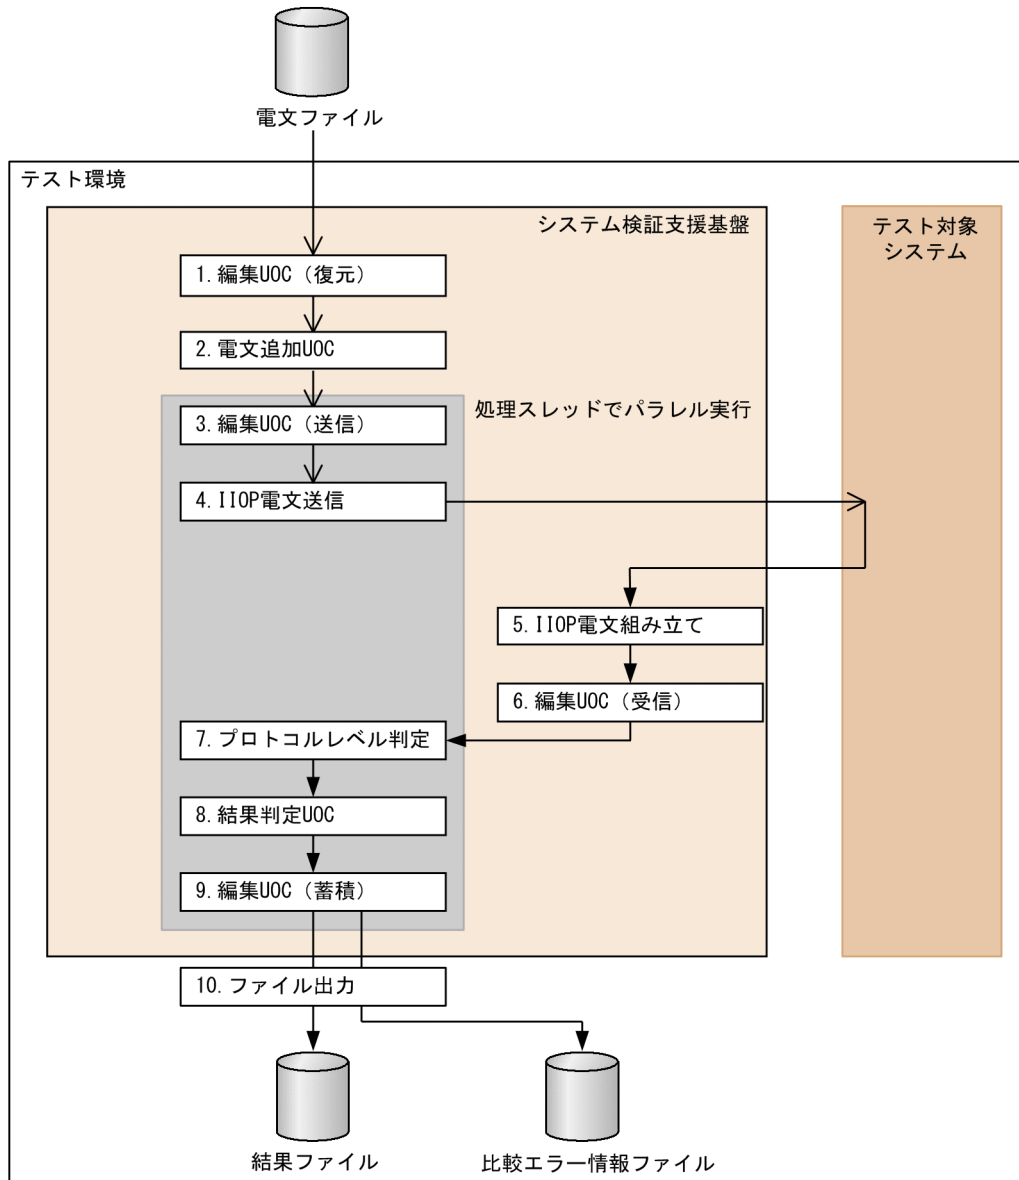 電文ファイル
テスト環境
システム検証支援基盤
テスト対象
システム
1.編集UOC（復元）
2.電文追加UOC
処理スレッドでパラレル実行
3.編集UOC（送信）
4.IIOP電文送信
5.IIOP電文組み立て
6.編集UOC（受信）
7.プロトコルレベル判定
8.結果判定UOC
9.編集UOC（蓄積）
10.ファイル出力
結果ファイル
比較エラー情報ファイル